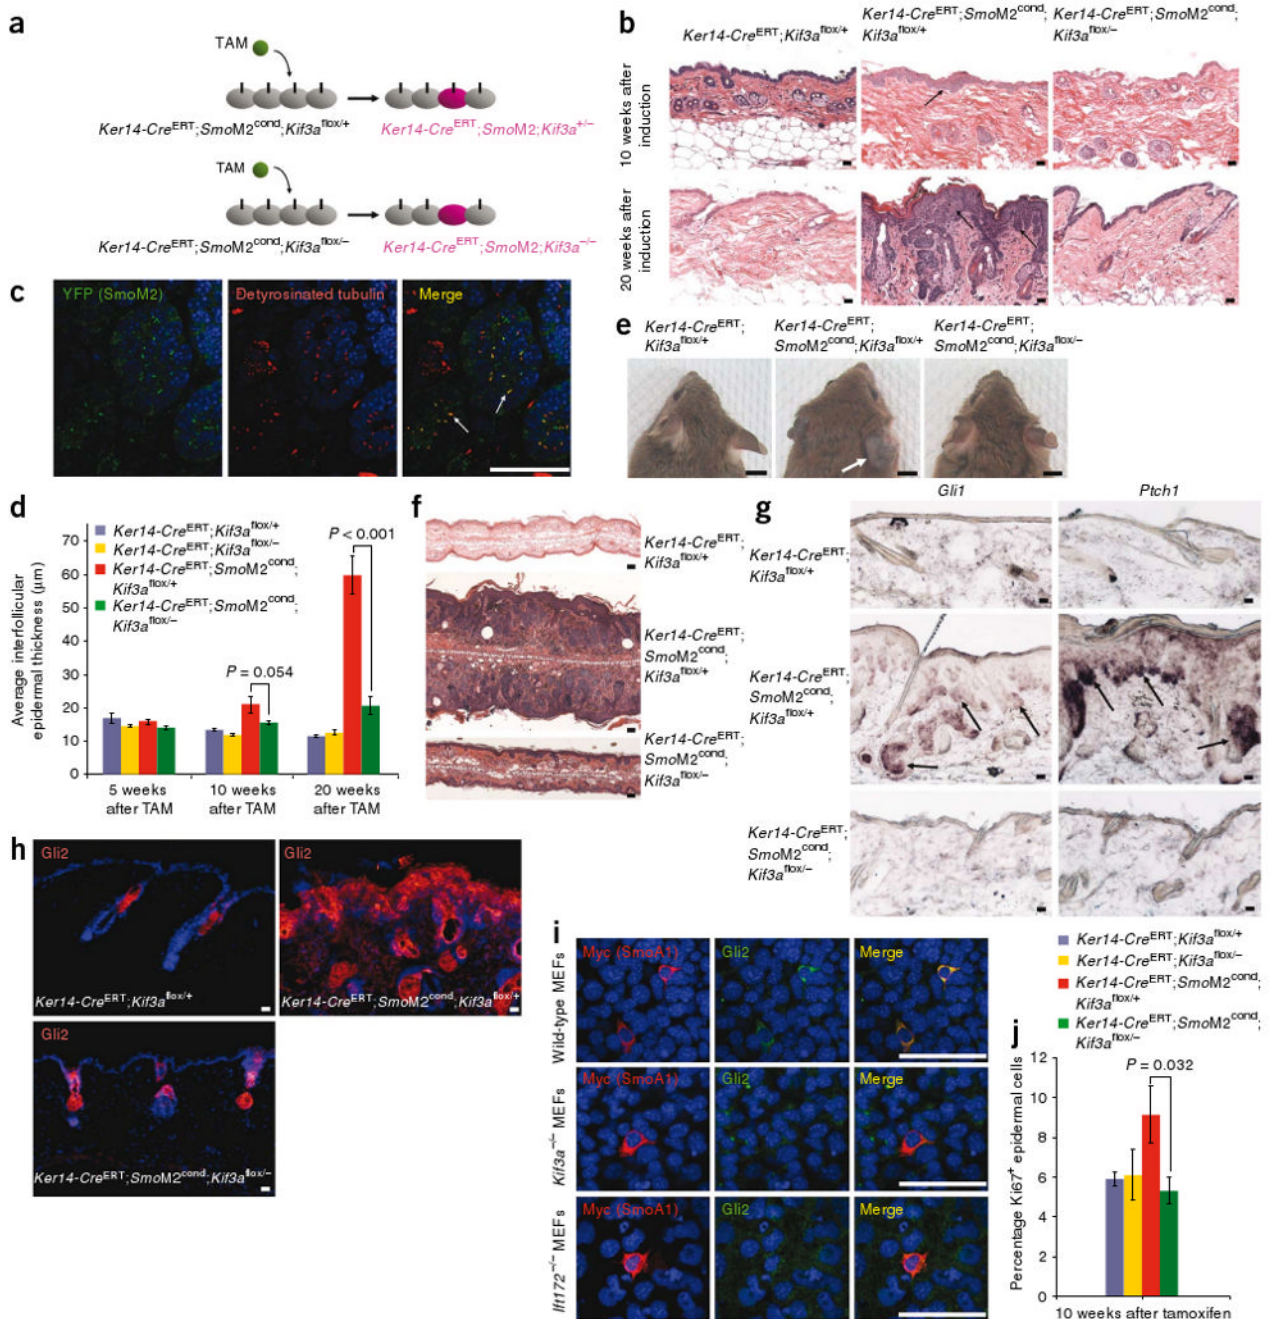 a
TAM
Ker14-CreERT;SmoM2cond;Kif3aflox/+
Ker14-CreERT;SmoM2;Kif3a+/–
TAM
Ker14-CreERT;SmoM2cond;Kif3aflox/–
Ker14-CreERT;SmoM2;Kif3a–/–
b
Ker14-CreERT;Kif3aflox/+
Ker14-CreERT;SmoM2cond;
Kif3aflox/+
Ker14-CreERT;SmoM2cond;
Kif3aflox/–
10 weeks after
induction
20 weeks after
induction
c
YFP (SmoM2)
Detyrosinated tubulin
Merge
e
Ker14-CreERT;
Kif3aflox/+
Ker14-CreERT;
SmoM2cond;Kif3aflox/+
Ker14-CreERT;
SmoM2cond;Kif3aflox/–
d
Average interfollicular
epidermal thickness (µm)
Ker14-CreERT;Kif3aflox/+
Ker14-CreERT;Kif3aflox/–
Ker14-CreERT;SmoM2cond;
Kif3aflox/+
Ker14-CreERT;SmoM2cond;
Kif3aflox/–
70
60
50
40
30
20
10
0
P = 0.054
P < 0.001
5 weeks
after TAM
10 weeks
after TAM
20 weeks
after TAM
f
Ker14-CreERT;
Kif3aflox/+
Ker14-CreERT;
SmoM2cond;
Kif3aflox/+
Ker14-CreERT;
SmoM2cond;
Kif3aflox/–
g
Gli1
Ptch1
Ker14-CreERT;
Kif3aflox/+
Ker14-CreERT;
SmoM2cond;
Kif3aflox/+
Ker14-CreERT;
SmoM2cond;
Kif3aflox/–
h
Gli2
Ker14-CreERT;Kif3aflox/+
Gli2
Ker14-CreERT;SmoM2cond;Kif3aflox/+
Gli2
Ker14-CreERT;SmoM2cond;Kif3aflox/–
i
Wild-type MEFs
Myc (SmoA1)
Gli2
Merge
Kif3a–/– MEFs
Myc (SmoA1)
Gli2
Merge
Ift172–/– MEFs
Myc (SmoA1)
Gli2
Merge
j
Ker14-CreERT;Kif3aflox/+
Ker14-CreERT;Kif3aflox/–
Ker14-CreERT;SmoM2cond;
Kif3aflox/+
Ker14-CreERT;SmoM2cond;
Kif3aflox/–
Percentage Ki67+ epidermal cells
12
10
8
6
4
2
0
P = 0.032
10 weeks after tamoxifen